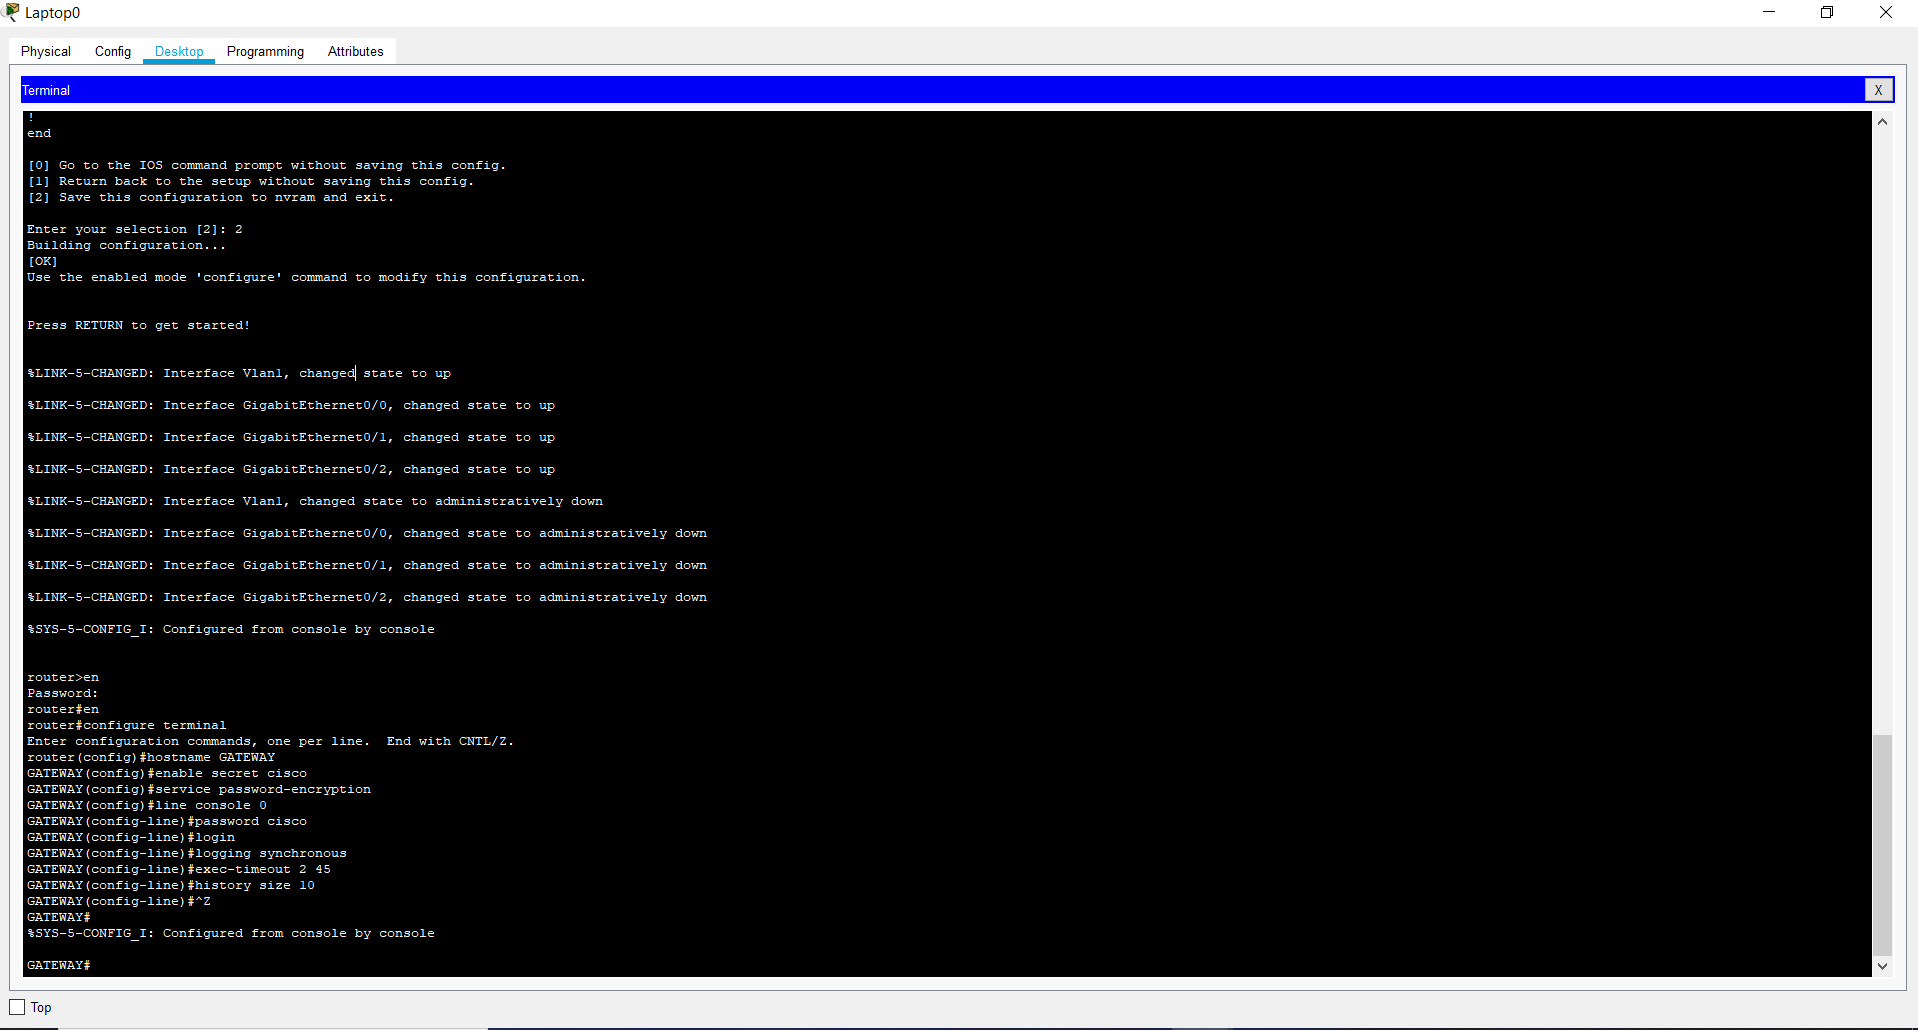 Laptop0
Physical Config Desktop Programming Attributes
Terminal X
!
end
[0] Go to the IOS command prompt without saving this config.
[1] Return back to the setup without saving this config.
[2] Save this configuration to nvram and exit.
Enter your selection [2]: 2
Building configuration...
[OK]
Use the enabled mode 'configure' command to modify this configuration.
Press RETURN to get started!
%LINK-5-CHANGED: Interface Vlan1, changed state to up
%LINK-5-CHANGED: Interface GigabitEthernet0/0, changed state to up
%LINK-5-CHANGED: Interface GigabitEthernet0/1, changed state to up
%LINK-5-CHANGED: Interface GigabitEthernet0/2, changed state to up
%LINK-5-CHANGED: Interface Vlan1, changed state to administratively down
%LINK-5-CHANGED: Interface GigabitEthernet0/0, changed state to administratively down
%LINK-5-CHANGED: Interface GigabitEthernet0/1, changed state to administratively down
%LINK-5-CHANGED: Interface GigabitEthernet0/2, changed state to administratively down
%SYS-5-CONFIG_I: Configured from console by console
router>en
Password:
router#en
router#configure terminal
Enter configuration commands, one per line.  End with CNTL/Z.
router(config)#hostname GATEWAY
GATEWAY(config)#enable secret cisco
GATEWAY(config)#service password-encryption
GATEWAY(config)#line console 0
GATEWAY(config-line)#password cisco
GATEWAY(config-line)#login
GATEWAY(config-line)#logging synchronous
GATEWAY(config-line)#exec-timeout 2 45
GATEWAY(config-line)#history size 10
GATEWAY(config-line)#^Z
GATEWAY#
%SYS-5-CONFIG_I: Configured from console by console
GATEWAY#
Top